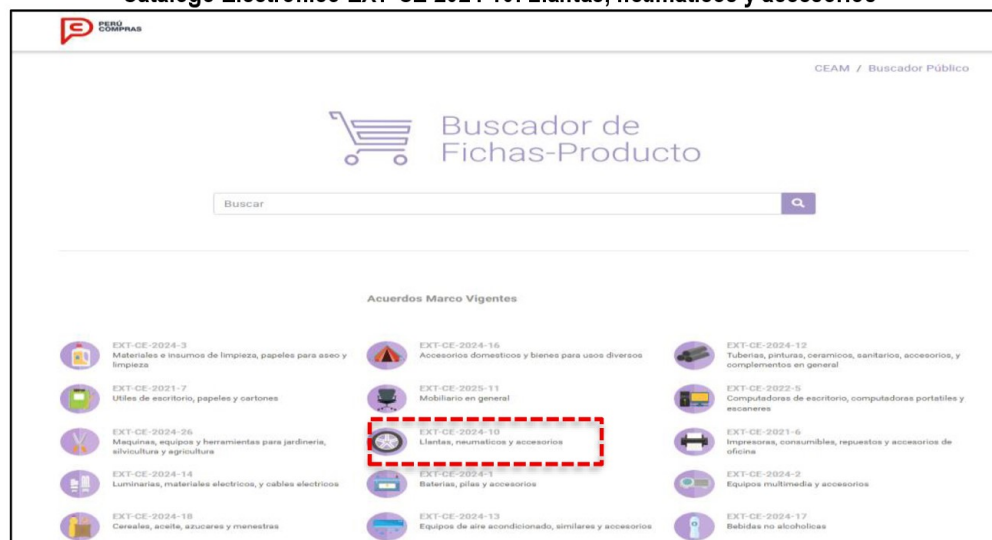 Catálogo Electrónico EXT-CE-2024-10: Llantas, neumáticos y accesorios
PERÚ
COMPRAS
CEAM / Buscador Público
Buscador de
Fichas-Producto
Buscar
Acuerdos Marco Vigentes
EXT-CE-2024-3
Materiales e insumos de limpieza, papeles para aseo y
limpieza
EXT-CE-2024-16
Accesorios domesticos y bienes para usos diversos
EXT-CE-2024-12
Tuberias, pinturas, ceramicos, sanitarios, accesorios, y
complementos en general
EXT-CE-2021-7
Utiles de escritorio, papeles y cartones
EXT-CE-2025-11
Mobiliario en general
EXT-CE-2022-5
Computadoras de escritorio, computadoras portatiles y
escaneres
EXT-CE-2024-26
Maquinas, equipos y herramientas para jardineria,
silvicultura y agricultura
EXT-CE-2024-10
Llantas, neumaticos y accesorios
EXT-CE-2021-6
Impresoras, consumibles, repuestos y accesorios de
oficina
EXT-CE-2024-14
Luminarias, materiales electricos, y cables electricos
EXT-CE-2024-1
Baterias, pilas y accesorios
EXT-CE-2024-2
Equipos multimedia y accesorios
EXT-CE-2024-18
Cereales, aceite, azucares y menestras
EXT-CE-2024-13
Equipos de aire acondicionado, similares y accesorios
EXT-CE-2024-17
Bebidas no alcoholicas